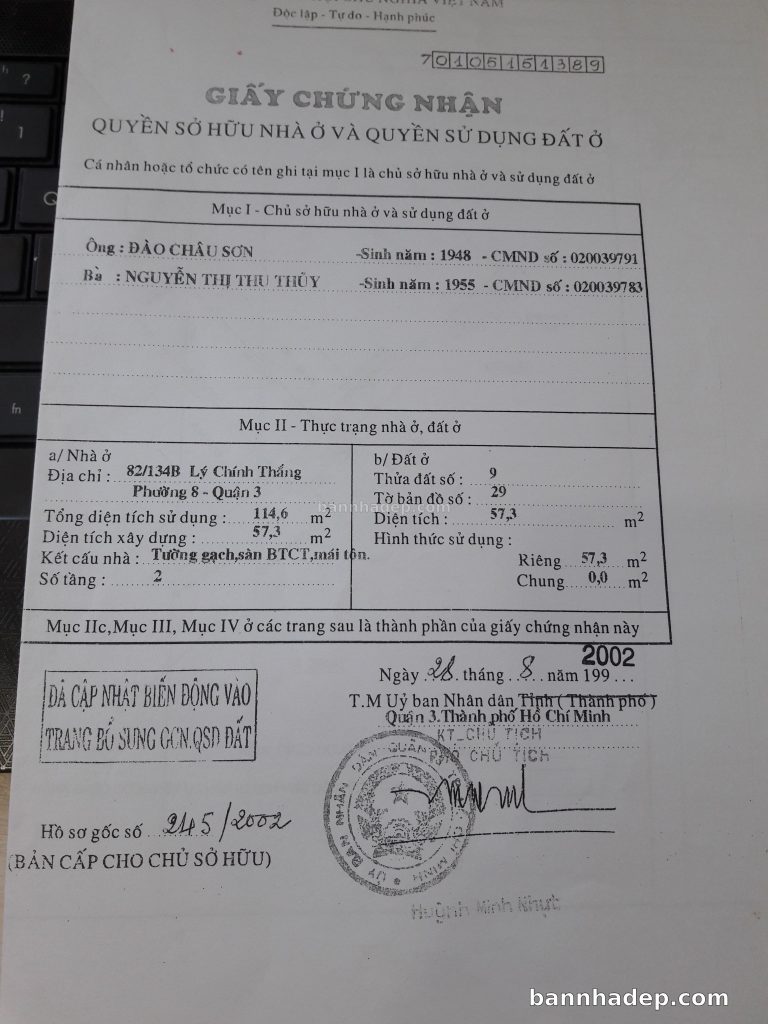 CHỦ NGHĨA VIỆT NAM
Độc lập - Tự do - Hạnh phúc
70105151389
GIẤY CHỨNG NHẬN
QUYỀN SỞ HỮU NHÀ Ở VÀ QUYỀN SỬ DỤNG ĐẤT Ở
Cá nhân hoặc tổ chức có tên ghi tại mục I là chủ sở hữu nhà ở và sử dụng đất ở
Mục I - Chủ sở hữu nhà ở và sử dụng đất ở
Ông : ĐÀO CHÂU SƠN -Sinh năm : 1948 - CMND số : 020039791
Bà : NGUYỄN THỊ THU THỦY -Sinh năm : 1955 - CMND số : 020039783
Mục II - Thực trạng nhà ở, đất ở
a/ Nhà ở
Địa chỉ : 82/134B Lý Chính Thắng
Phường 8 - Quận 3
Tổng diện tích sử dụng : 114,6 m2
Diện tích xây dựng : 57,3 m2
Kết cấu nhà : Tường gạch,sàn BTCT,mái tôn.
Số tầng : 2
b/ Đất ở
Thửa đất số : 9
Tờ bản đồ số : 29
Diện tích : 57,3 m2
Hình thức sử dụng :
Riêng 57,3 m2
Chung 0,0 m2
bannhadep.com
Mục IIc,Mục III, Mục IV ở các trang sau là thành phần của giấy chứng nhận này
ĐÃ CẬP NHẬT BIẾN ĐỘNG VÀO
TRANG BỔ SUNG GCN.QSD ĐẤT
2002
Ngày 28 tháng 8 năm 199
T.M Uỷ ban Nhân dân Tỉnh ( Thành phố )
Quận 3.Thành phố Hồ Chí Minh
KT_CHỦ TỊCH
PHÓ CHỦ TỊCH
Hồ sơ gốc số 245/2002
(BẢN CẤP CHO CHỦ SỞ HỮU)
Huỳnh Minh Nhựt
bannhadep.com